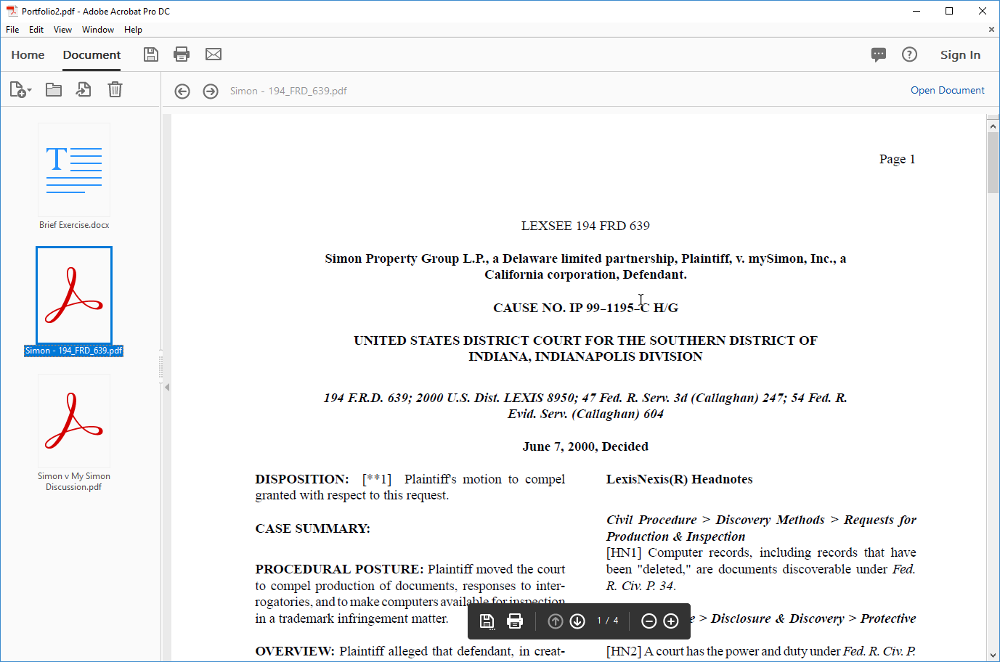 Portfolio2.pdf - Adobe Acrobat Pro DC
File Edit View Window Help
Home Document Sign In
Simon - 194_FRD_639.pdf Open Document
T
Brief Exercise.docx
Simon - 194_FRD_639.pdf
Simon v My Simon
Discussion.pdf
Page 1
LEXSEE 194 FRD 639
Simon Property Group L.P., a Delaware limited partnership, Plaintiff, v. mySimon, Inc., a
California corporation, Defendant.
CAUSE NO. IP 99-1195-C H/G
UNITED STATES DISTRICT COURT FOR THE SOUTHERN DISTRICT OF
INDIANA, INDIANAPOLIS DIVISION
194 F.R.D. 639; 2000 U.S. Dist. LEXIS 8950; 47 Fed. R. Serv. 3d (Callaghan) 247; 54 Fed. R.
Evid. Serv. (Callaghan) 604
June 7, 2000, Decided
DISPOSITION: [**1] Plaintiff's motion to compel
granted with respect to this request.
CASE SUMMARY:
PROCEDURAL POSTURE: Plaintiff moved the court
to compel production of documents, responses to inter-
rogatories, and to make computers available for inspection
in a trademark infringement matter.
OVERVIEW: Plaintiff alleged that defendant, in creat-
LexisNexis(R) Headnotes
Civil Procedure > Discovery Methods > Requests for
Production & Inspection
[HN1] Computer records, including records that have
been "deleted," are documents discoverable under Fed.
R. Civ. P. 34.
> Disclosure & Discovery > Protective
[HN2] A court has the power and duty under Fed. R. Civ. P.
1 / 4